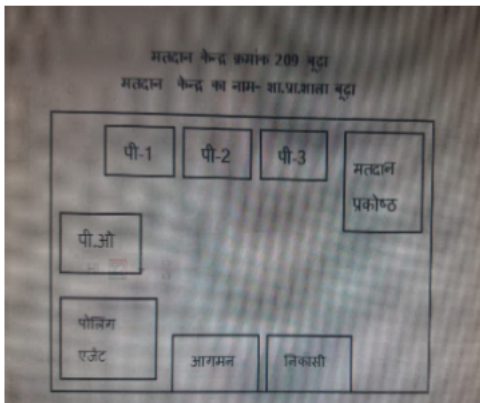 मतदान केन्द्र क्रमांक 209 बूढ़ा
मतदान केन्द्र का नाम- शा.प्रा.शाला बूढ़ा
पी-1 पी-2 पी-3
मतदान
प्रकोष्ठ
पी.ओ
पोलिंग
एजेंट
आगमन निकासी